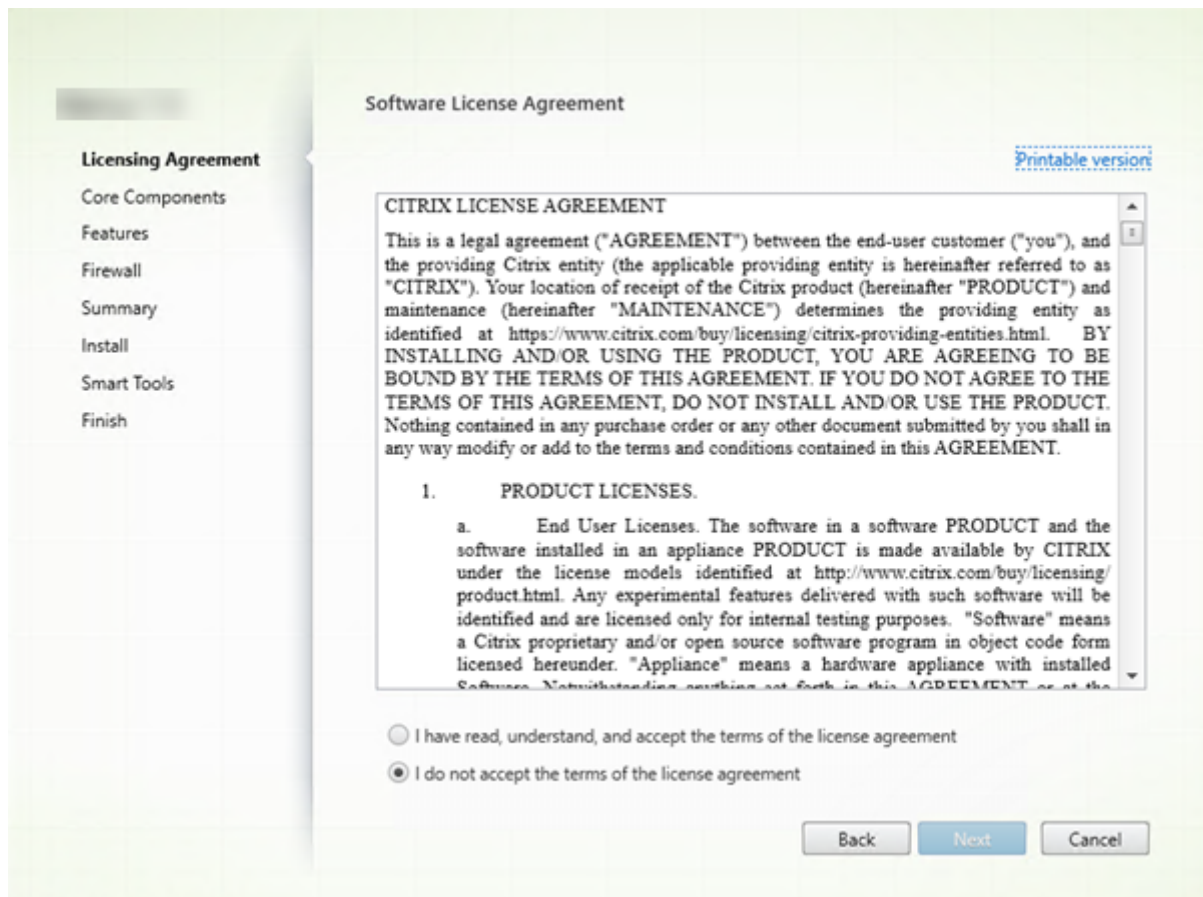 Software License Agreement
Printable version
Licensing Agreement
Core Components
Features
Firewall
Summary
Install
Smart Tools
Finish
CITRIX LICENSE AGREEMENT
This is a legal agreement ("AGREEMENT") between the end-user customer ("you"), and
the providing Citrix entity (the applicable providing entity is hereinafter referred to as
"CITRIX"). Your location of receipt of the Citrix product (hereinafter "PRODUCT") and
maintenance (hereinafter "MAINTENANCE") determines the providing entity as
identified at https://www.citrix.com/buy/licensing/citrix-providing-entities.html. BY
INSTALLING AND/OR USING THE PRODUCT, YOU ARE AGREEING TO BE
BOUND BY THE TERMS OF THIS AGREEMENT. IF YOU DO NOT AGREE TO THE
TERMS OF THIS AGREEMENT, DO NOT INSTALL AND/OR USE THE PRODUCT.
Nothing contained in any purchase order or any other document submitted by you shall in
any way modify or add to the terms and conditions contained in this AGREEMENT.
1. PRODUCT LICENSES.
a. End User Licenses. The software in a software PRODUCT and the
software installed in an appliance PRODUCT is made available by CITRIX
under the license models identified at http://www.citrix.com/buy/licensing/
product.html. Any experimental features delivered with such software will be
identified and are licensed only for internal testing purposes. "Software" means
a Citrix proprietary and/or open source software program in object code form
licensed hereunder. "Appliance" means a hardware appliance with installed
Software. Notwithstanding anything set forth in this AGREEMENT or at the
I have read, understand, and accept the terms of the license agreement
I do not accept the terms of the license agreement
Back
Next
Cancel